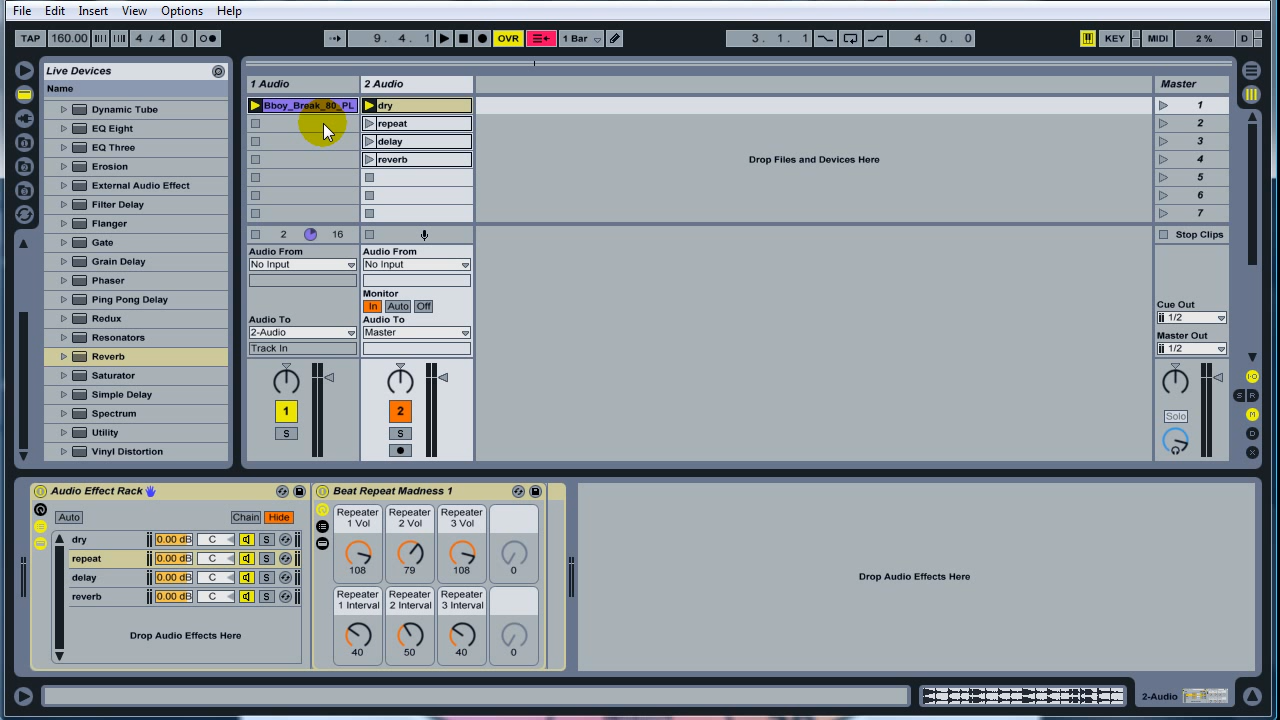 File Edit Insert View Options Help
TAP 160.00 4 / 4 0 9. 4. 1 OVR 1 Bar 3. 1. 1 4. 0. 0 KEY MIDI 2 % D
Live Devices
Name
Dynamic Tube
EQ Eight
EQ Three
Erosion
External Audio Effect
Filter Delay
Flanger
Gate
Grain Delay
Phaser
Ping Pong Delay
Redux
Resonators
Reverb
Saturator
Simple Delay
Spectrum
Utility
Vinyl Distortion
1 Audio 2 Audio Master
Bboy_Break_80_PL dry 1
repeat 2
delay 3
reverb 4
Drop Files and Devices Here
5
6
7
2 16 Stop Clips
Audio From Audio From
No Input No Input
Monitor
In Auto Off
Audio To Audio To
2-Audio Master
Track In
Cue Out
1/2
Master Out
1/2
1 2 Solo
S S
I·O
S R
M
D
X
Audio Effect Rack
Auto Chain Hide
dry 0.00 dB C S
repeat 0.00 dB C S
delay 0.00 dB C S
reverb 0.00 dB C S
Drop Audio Effects Here
Beat Repeat Madness 1
Repeater 1 Vol Repeater 2 Vol Repeater 3 Vol
108 79 108 0
Repeater 1 Interval Repeater 2 Interval Repeater 3 Interval
40 50 40 0
Drop Audio Effects Here
2-Audio